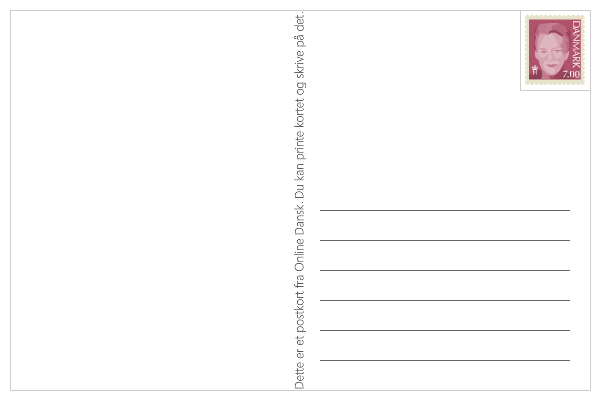 Dette er et postkort fra Online Dansk. Du kan printe kortet og skrive på det.
DANMARK
7.00